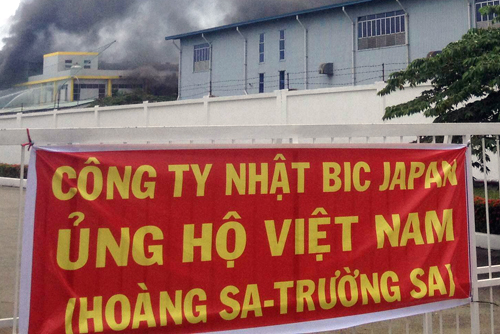 CÔNG TY NHẬT BIC JAPAN
ỦNG HỘ VIỆT NAM
(HOÀNG SA-TRƯỜNG SA)